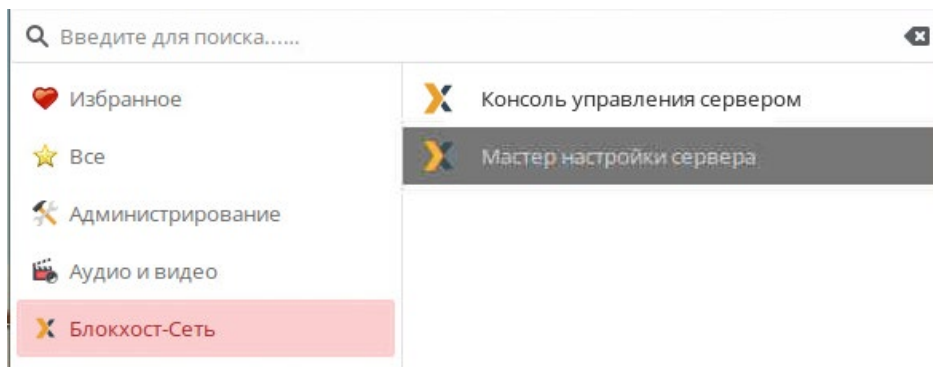 Введите для поиска......
Избранное
Все
Администрирование
Аудио и видео
Блокхост-Сеть
Консоль управления сервером
Мастер настройки сервера